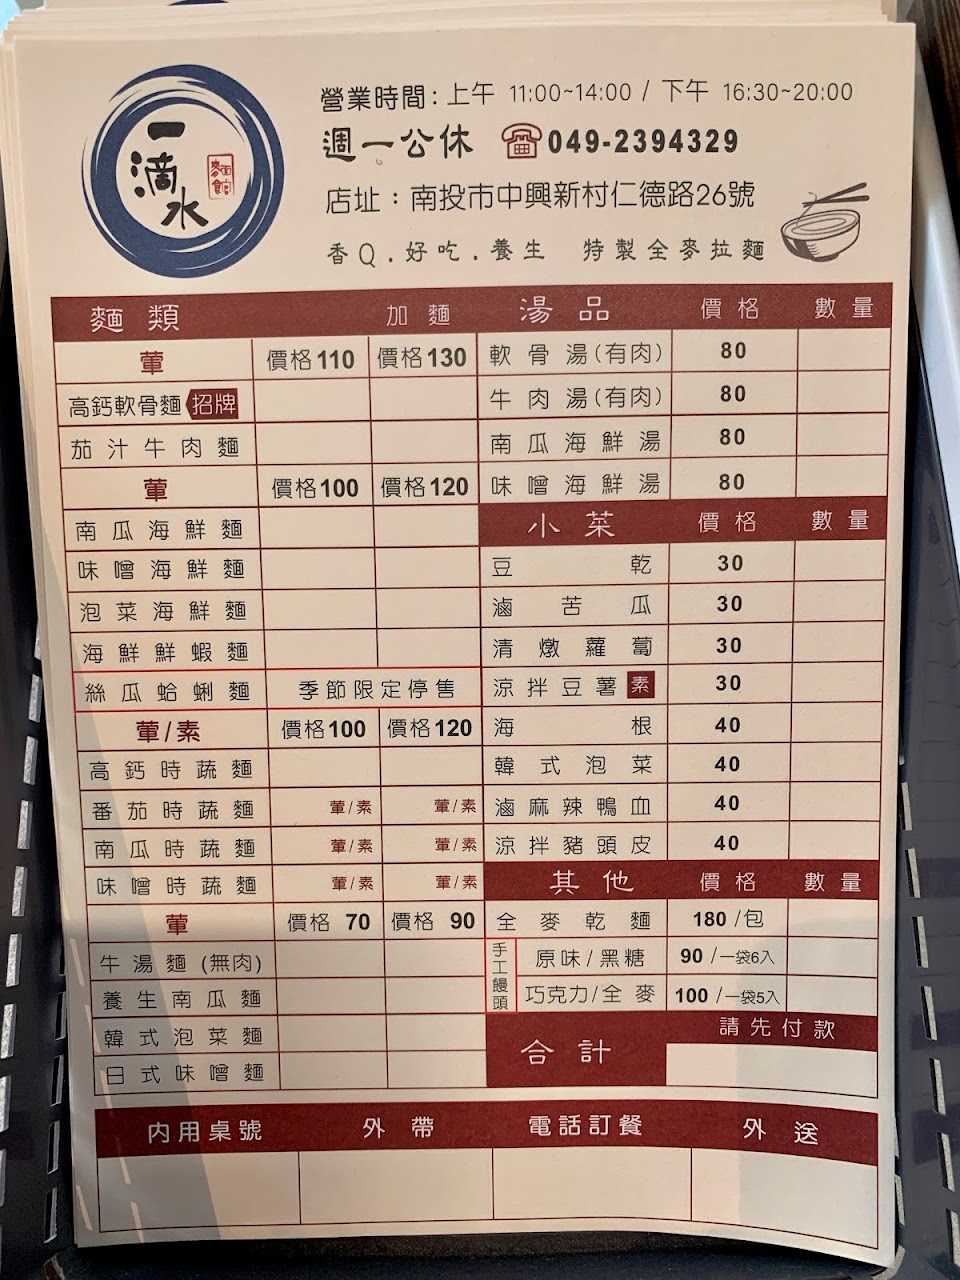 一滴水
麵館
營業時間:上午 11:00~14:00 / 下午 16:30~20:00
週一公休 ☎049-2394329
店址:南投市中興新村仁德路26號
香Q.好吃.養生 特製全麥拉麵
麵類 加麵
葷 價格110 價格130
高鈣軟骨麵 招牌
茄汁牛肉麵
葷 價格100 價格120
南瓜海鮮麵
味噌海鮮麵
泡菜海鮮麵
海鮮鮮蝦麵
絲瓜蛤蜊麵 季節限定停售
葷/素 價格100 價格120
高鈣時蔬麵
番茄時蔬麵 葷/素 葷/素
南瓜時蔬麵 葷/素 葷/素
味噌時蔬麵 葷/素 葷/素
葷 價格 70 價格 90
牛湯麵 (無肉)
養生南瓜麵
韓式泡菜麵
日式味噌麵
湯品 價格 數量
軟骨湯(有肉) 80
牛肉湯(有肉) 80
南瓜海鮮湯 80
味噌海鮮湯 80
小菜 價格 數量
豆乾 30
滷苦瓜 30
清燉蘿蔔 30
涼拌豆薯 素 30
海根 40
韓式泡菜 40
滷麻辣鴨血 40
涼拌豬頭皮 40
其他 價格 數量
全麥乾麵 180 /包
手工饅頭
原味/黑糖 90 /一袋6入
巧克力/全麥 100 /一袋5入
合計 請先付款
內用桌號 外帶 電話訂餐 外送